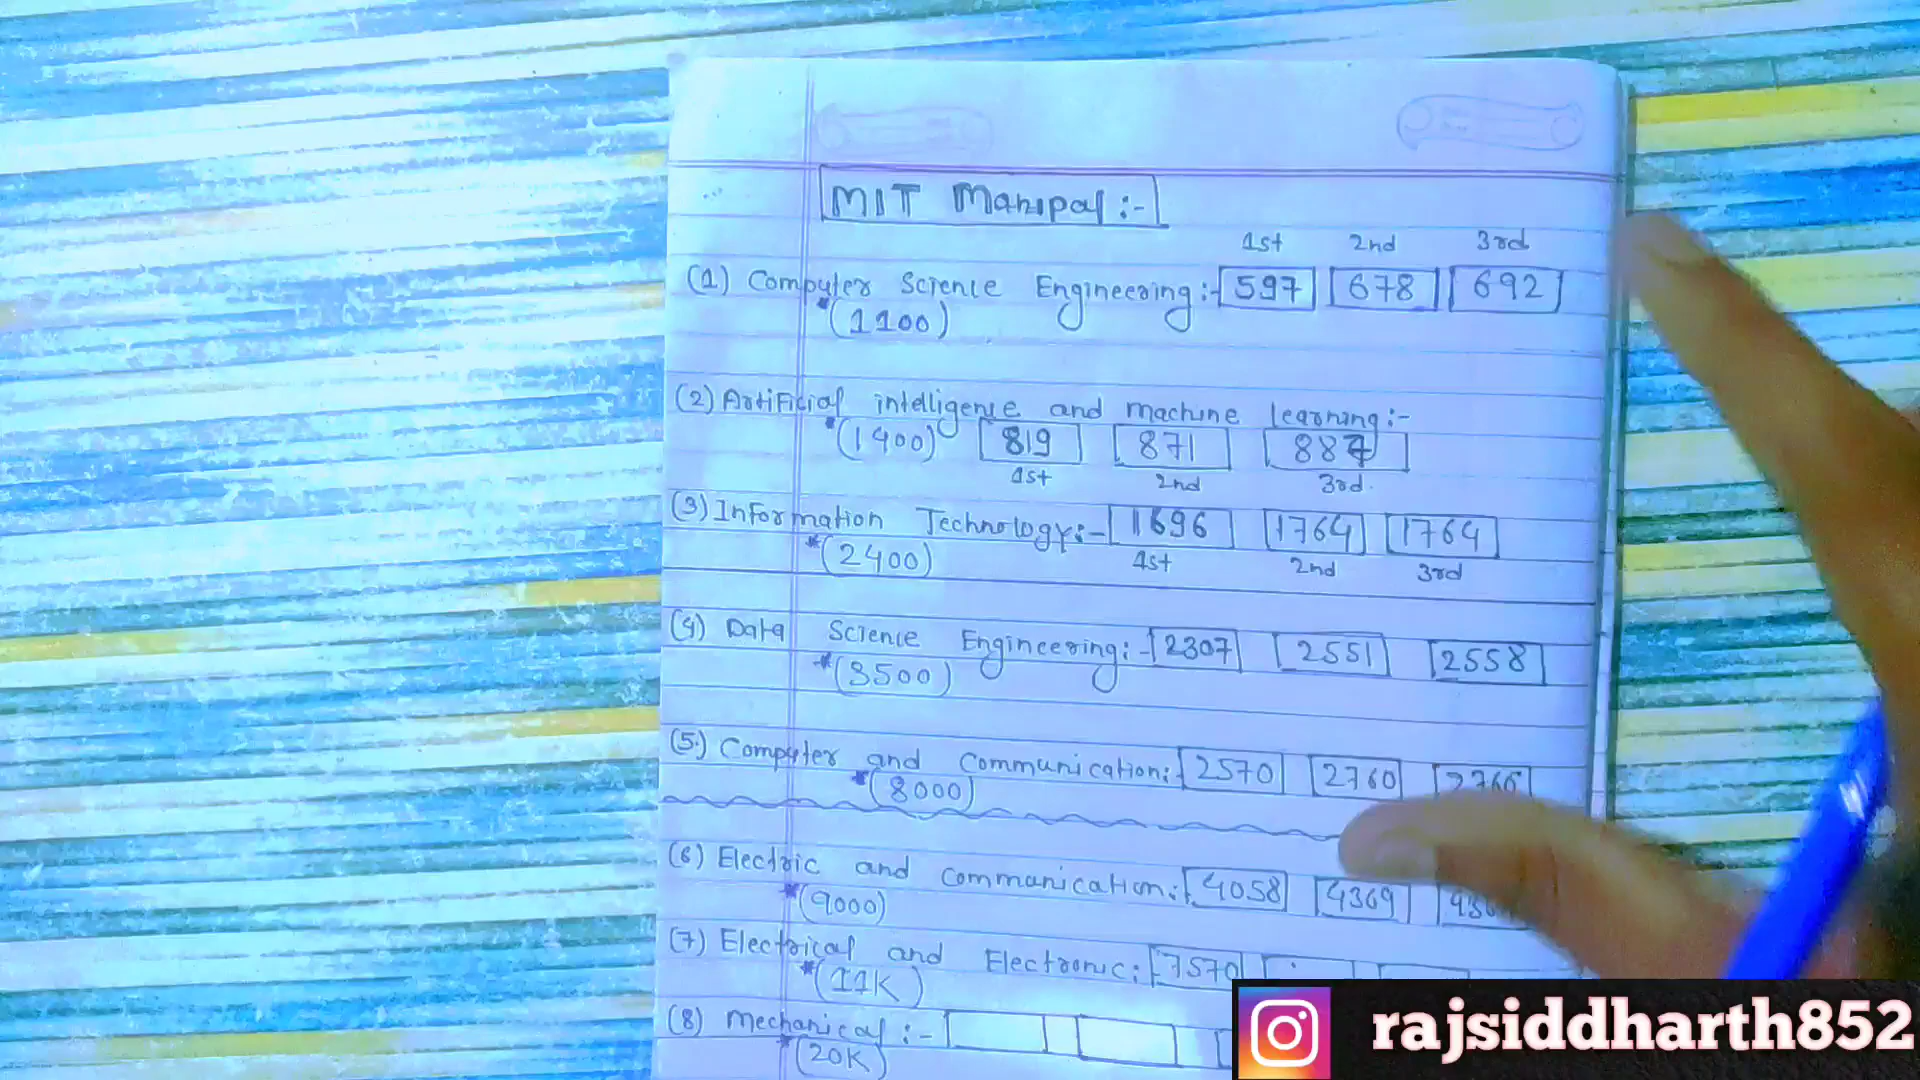 MIT Manipal :-
1st 2nd 3rd
(1) Computer Science Engineering :- 597 678 692
*(1100)
(2) Artificial intelligence and machine learning :-
*(1400) 819 871 887
1st 2nd 3rd
(3) Information Technology :- 1696 1764 1764
*(2400) 1st 2nd 3rd
(4) Data Science Engineering :- 2307 2551 2558
*(3500)
(5) Computer and Communication :- 2570 2760 2760
*(8000)
(6) Electric and Communication :- 4058 4369
*(9000)
(7) Electrical and Electronic :- 7570
*(11K)
(8) Mechanical :-
*(20K)
rajsiddharth852